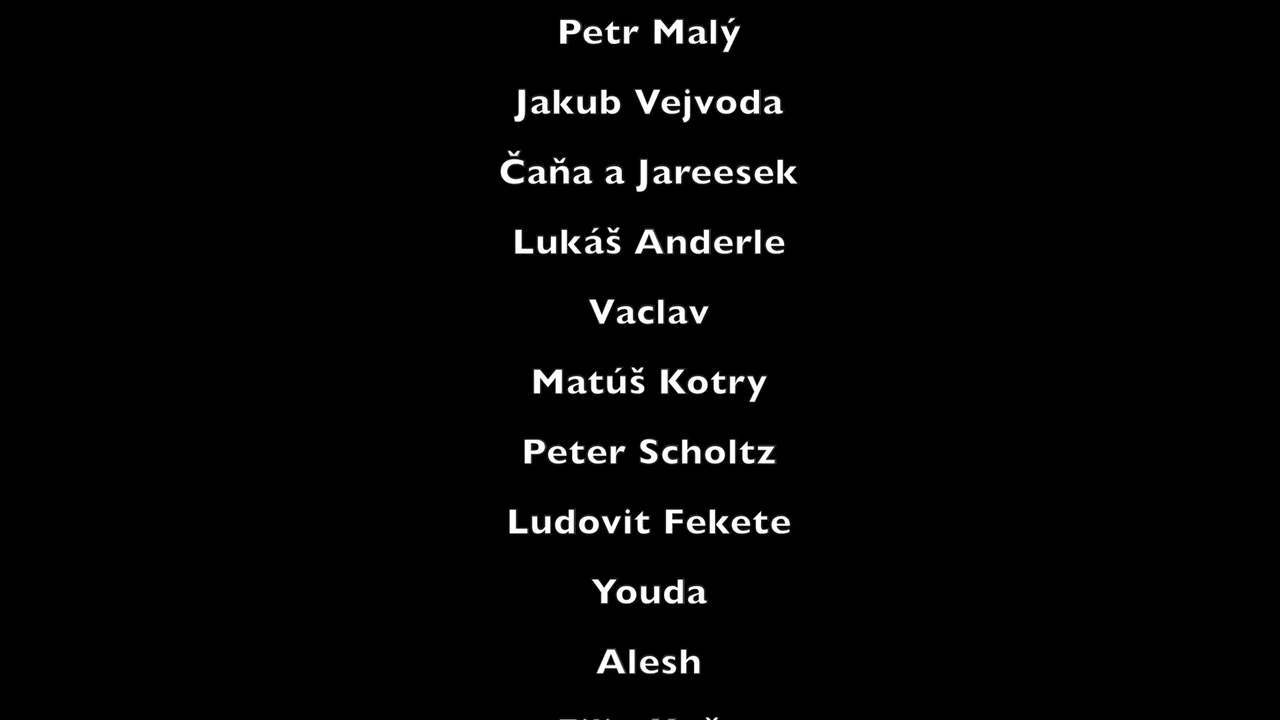 Petr Malý
Jakub Vejvoda
Čaňa a Jareesek
Lukáš Anderle
Vaclav
Matúš Kotry
Peter Scholtz
Ludovit Fekete
Youda
Alesh